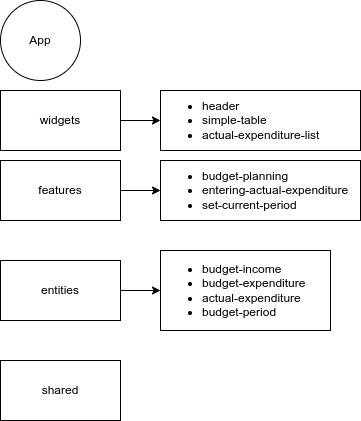 App
widgets
• header
• simple-table
• actual-expenditure-list
features
• budget-planning
• entering-actual-expenditure
• set-current-period
entities
• budget-income
• budget-expenditure
• actual-expenditure
• budget-period
shared